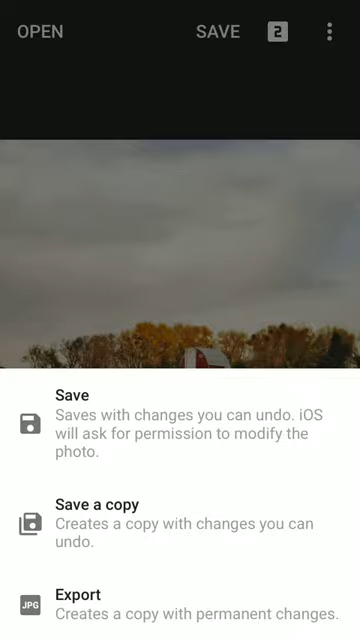 OPEN SAVE 2
Save
Saves with changes you can undo. iOS
will ask for permission to modify the
photo.
Save a copy
Creates a copy with changes you can
undo.
JPG
Export
Creates a copy with permanent changes.